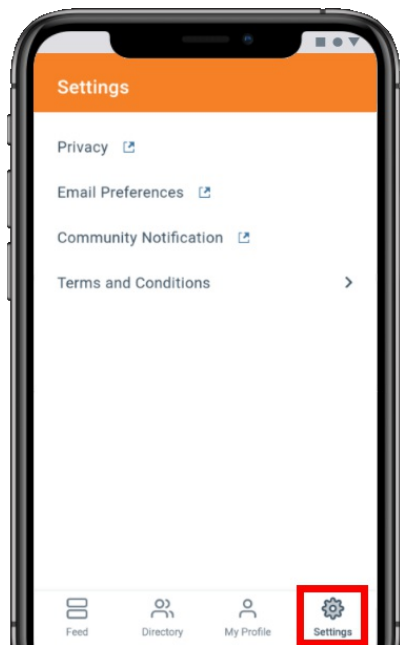 Settings
Privacy
Email Preferences
Community Notification
Terms and Conditions
Feed Directory My Profile Settings